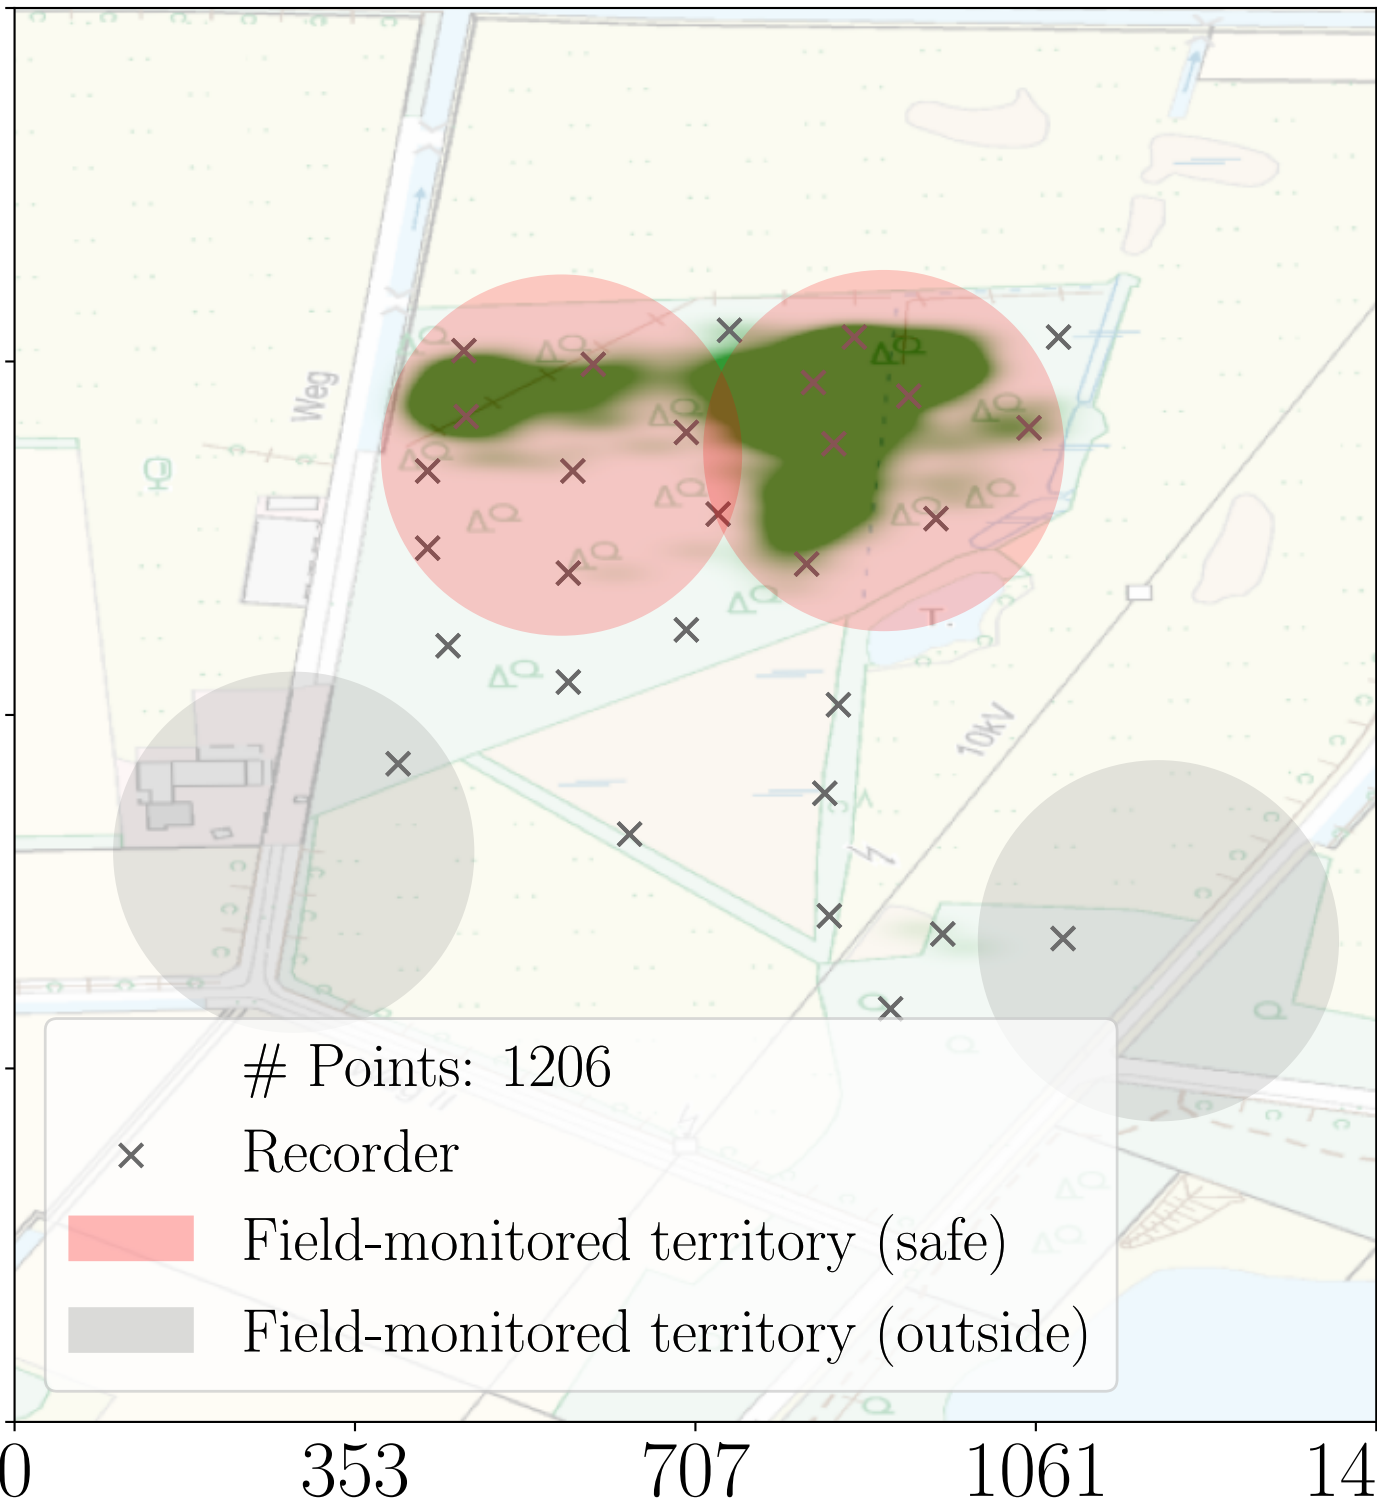 Weg
T.
10kV
# Points: 1206
Recorder
Field-monitored territory (safe)
Field-monitored territory (outside)
0 353 707 1061 14